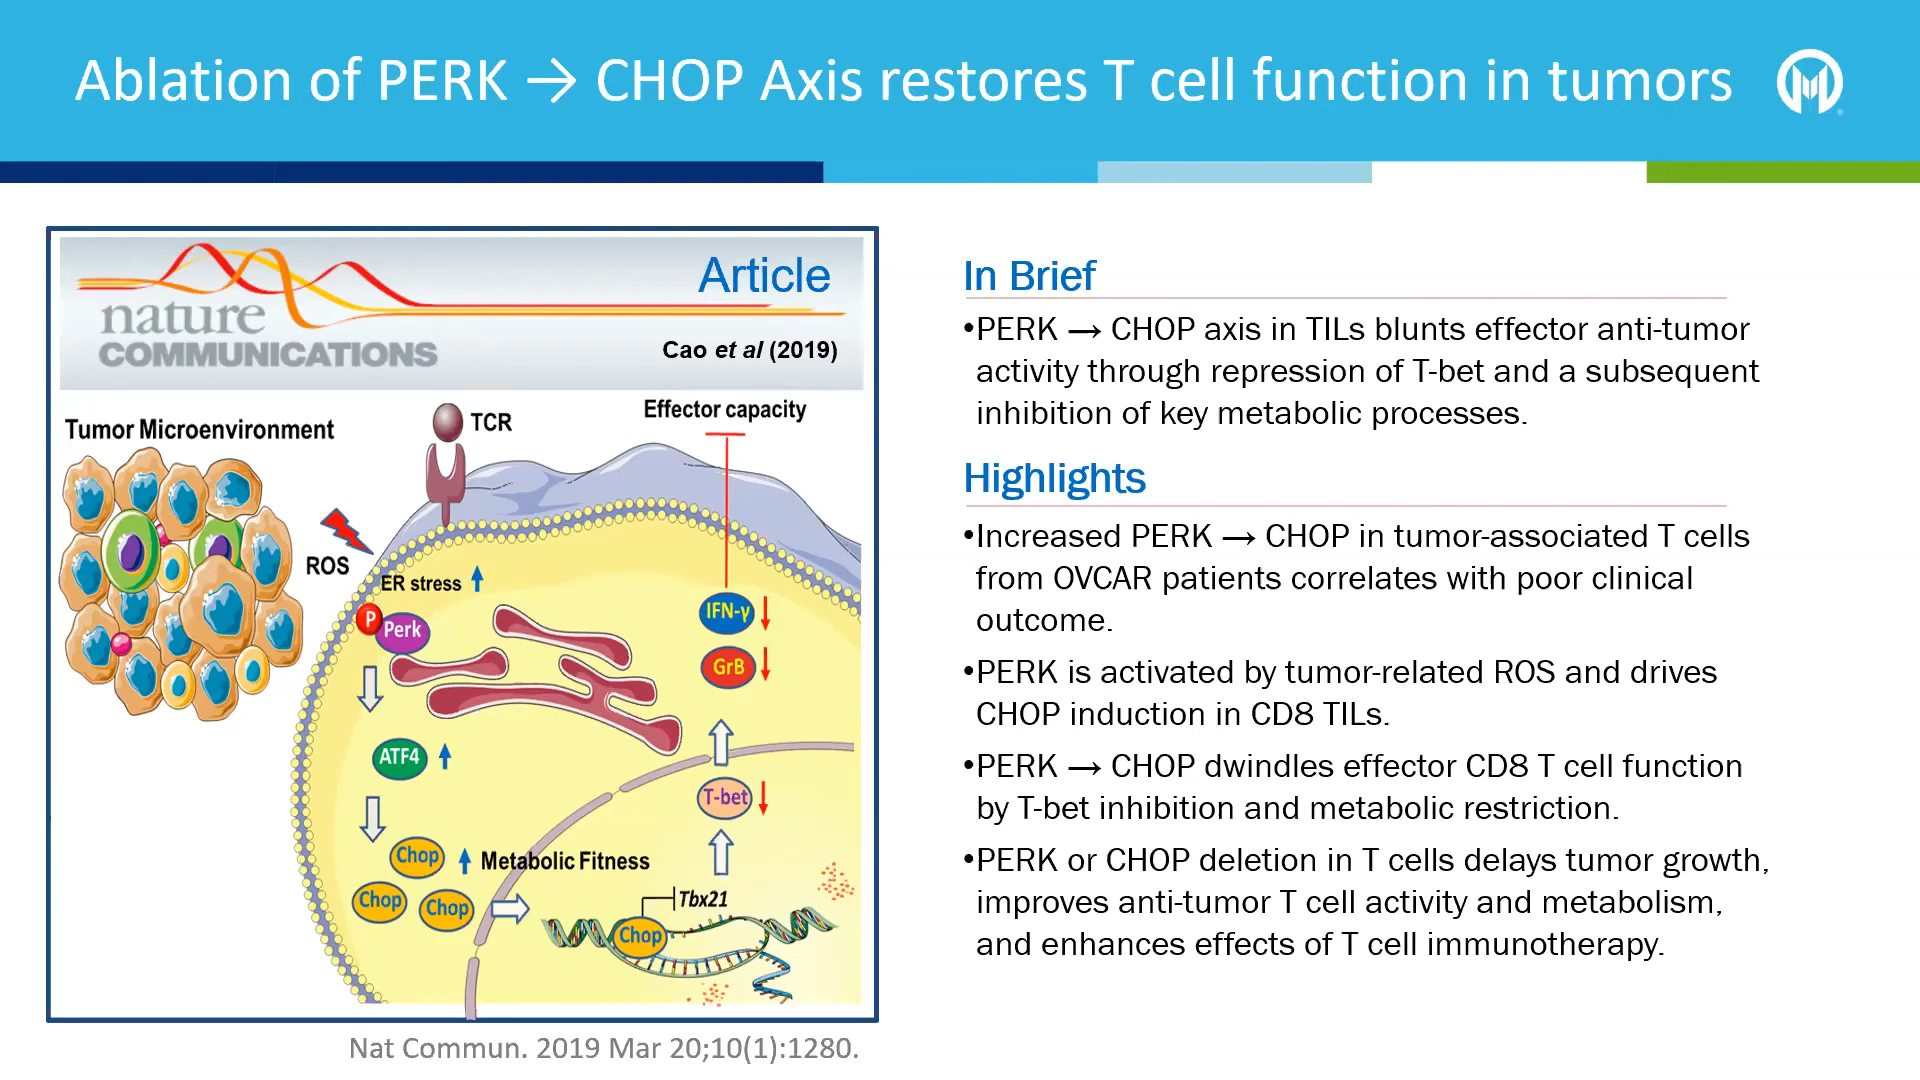 Ablation of PERK → CHOP Axis restores T cell function in tumors
Article
nature
COMMUNICATIONS
Cao et al (2019)
Tumor Microenvironment
TCR
Effector capacity
ROS
ER stress
P
Perk
IFN-γ
GrB
ATF4
T-bet
Chop
Metabolic Fitness
Chop
Chop
Tbx21
Chop
Nat Commun. 2019 Mar 20;10(1):1280.
In Brief
•PERK → CHOP axis in TILs blunts effector anti-tumor
activity through repression of T-bet and a subsequent
inhibition of key metabolic processes.
Highlights
•Increased PERK → CHOP in tumor-associated T cells
from OVCAR patients correlates with poor clinical
outcome.
•PERK is activated by tumor-related ROS and drives
CHOP induction in CD8 TILs.
•PERK → CHOP dwindles effector CD8 T cell function
by T-bet inhibition and metabolic restriction.
•PERK or CHOP deletion in T cells delays tumor growth,
improves anti-tumor T cell activity and metabolism,
and enhances effects of T cell immunotherapy.